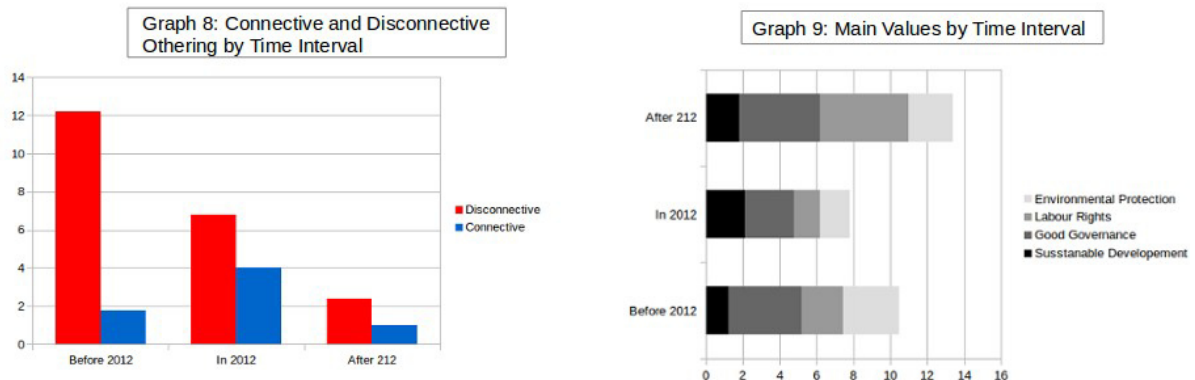 Graph 8: Connective and Disconnective
Othering by Time Interval
14
12
10
8
6
4
2
0
Before 2012
In 2012
After 212
Disconnective
Connective
Graph 9: Main Values by Time Interval
After 212
In 2012
Before 2012
0 2 4 6 8 10 12 14 16
Environmental Protection
Labour Rights
Good Governance
Susstanable Developement